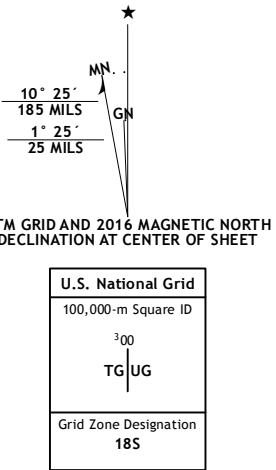 ★
MN
GN
10° 25´
185 MILS
1° 25´
25 MILS
TM GRID AND 2016 MAGNETIC NORTH
DECLINATION AT CENTER OF SHEET
U.S. National Grid
100,000-m Square ID
³00
TG UG
Grid Zone Designation
18S